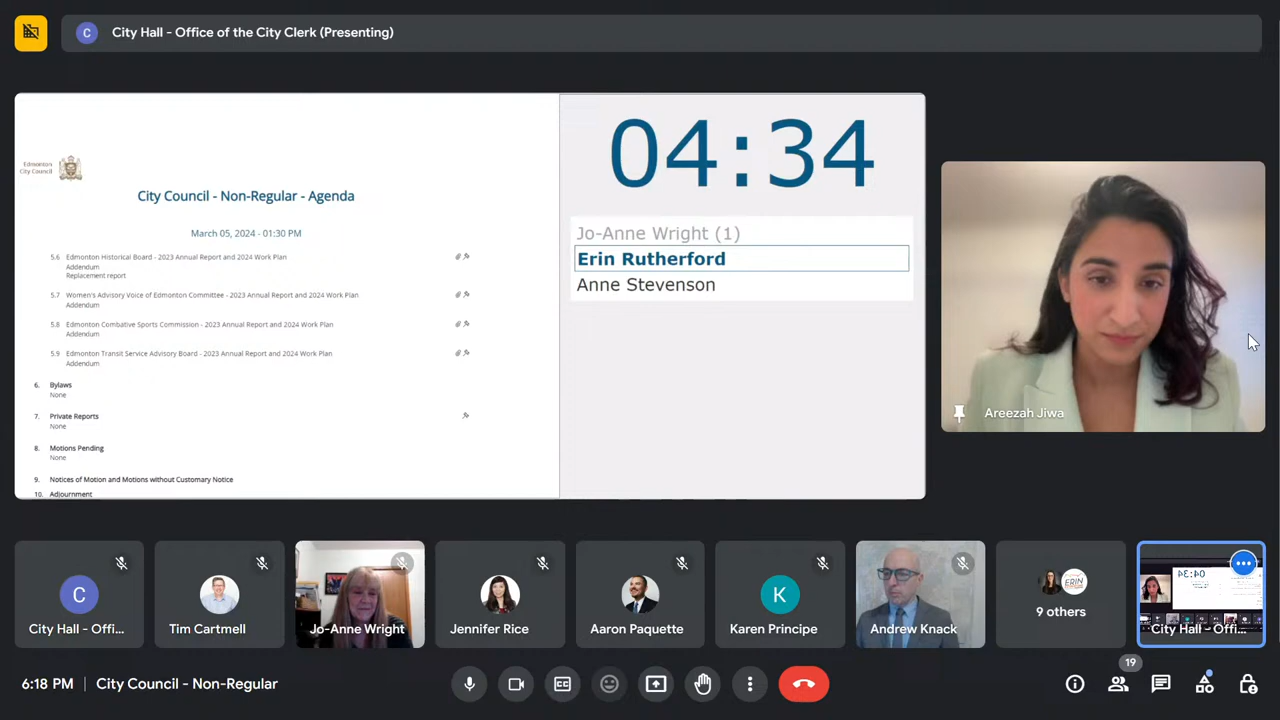 C City Hall - Office of the City Clerk (Presenting)
Edmonton
City Council
City Council - Non-Regular - Agenda
March 05, 2024 - 01:30 PM
5.6 Edmonton Historical Board - 2023 Annual Report and 2024 Work Plan
Addendum
Replacement report
5.7 Women's Advisory Voice of Edmonton Committee - 2023 Annual Report and 2024 Work Plan
Addendum
5.8 Edmonton Combative Sports Commission - 2023 Annual Report and 2024 Work Plan
Addendum
5.9 Edmonton Transit Service Advisory Board - 2023 Annual Report and 2024 Work Plan
Addendum
6. Bylaws
None
7. Private Reports
None
8. Motions Pending
None
9. Notices of Motion and Motions without Customary Notice
10. Adjournment
04:34
Jo-Anne Wright (1)
Erin Rutherford
Anne Stevenson
Areezah Jiwa
C
City Hall - Offi...
Tim Cartmell
Jo-Anne Wright
Jennifer Rice
Aaron Paquette
K
Karen Principe
Andrew Knack
ERIN
9 others
04:34
City Hall - Offi...
6:18 PM | City Council - Non-Regular
19